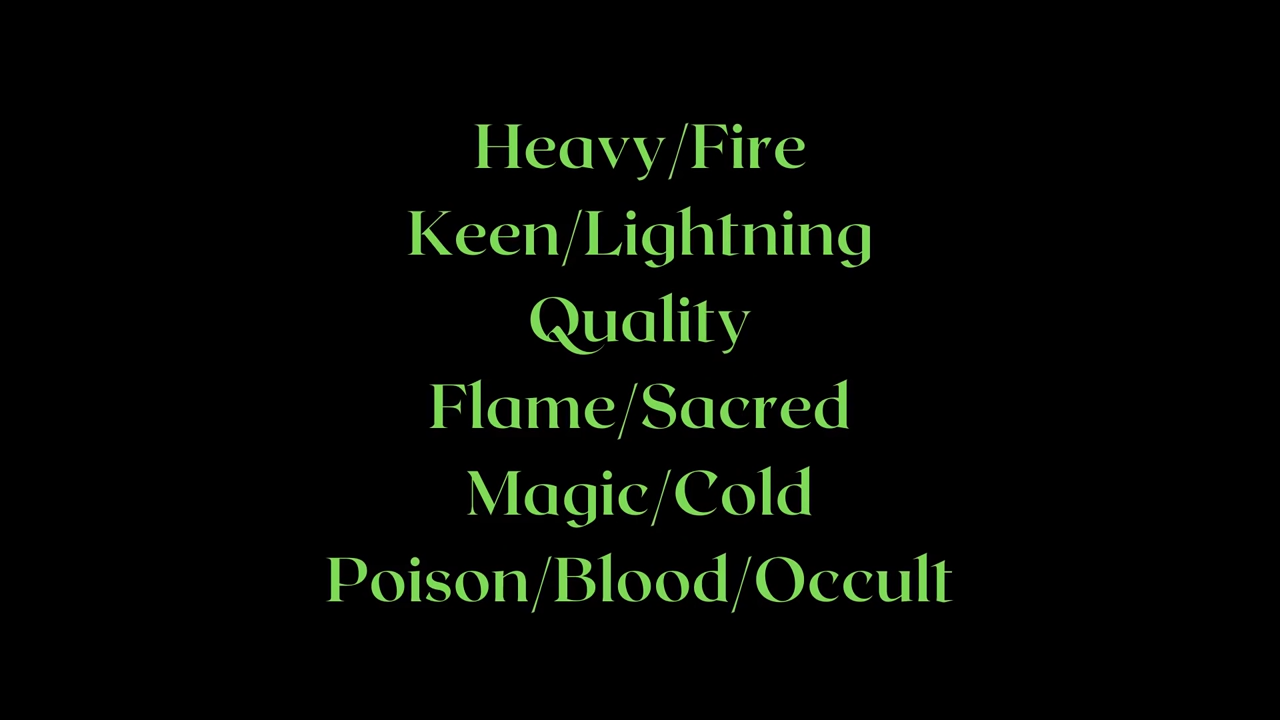 Heavy/Fire
Keen/Lightning
Quality
Flame/Sacred
Magic/Cold
Poison/Blood/Occult